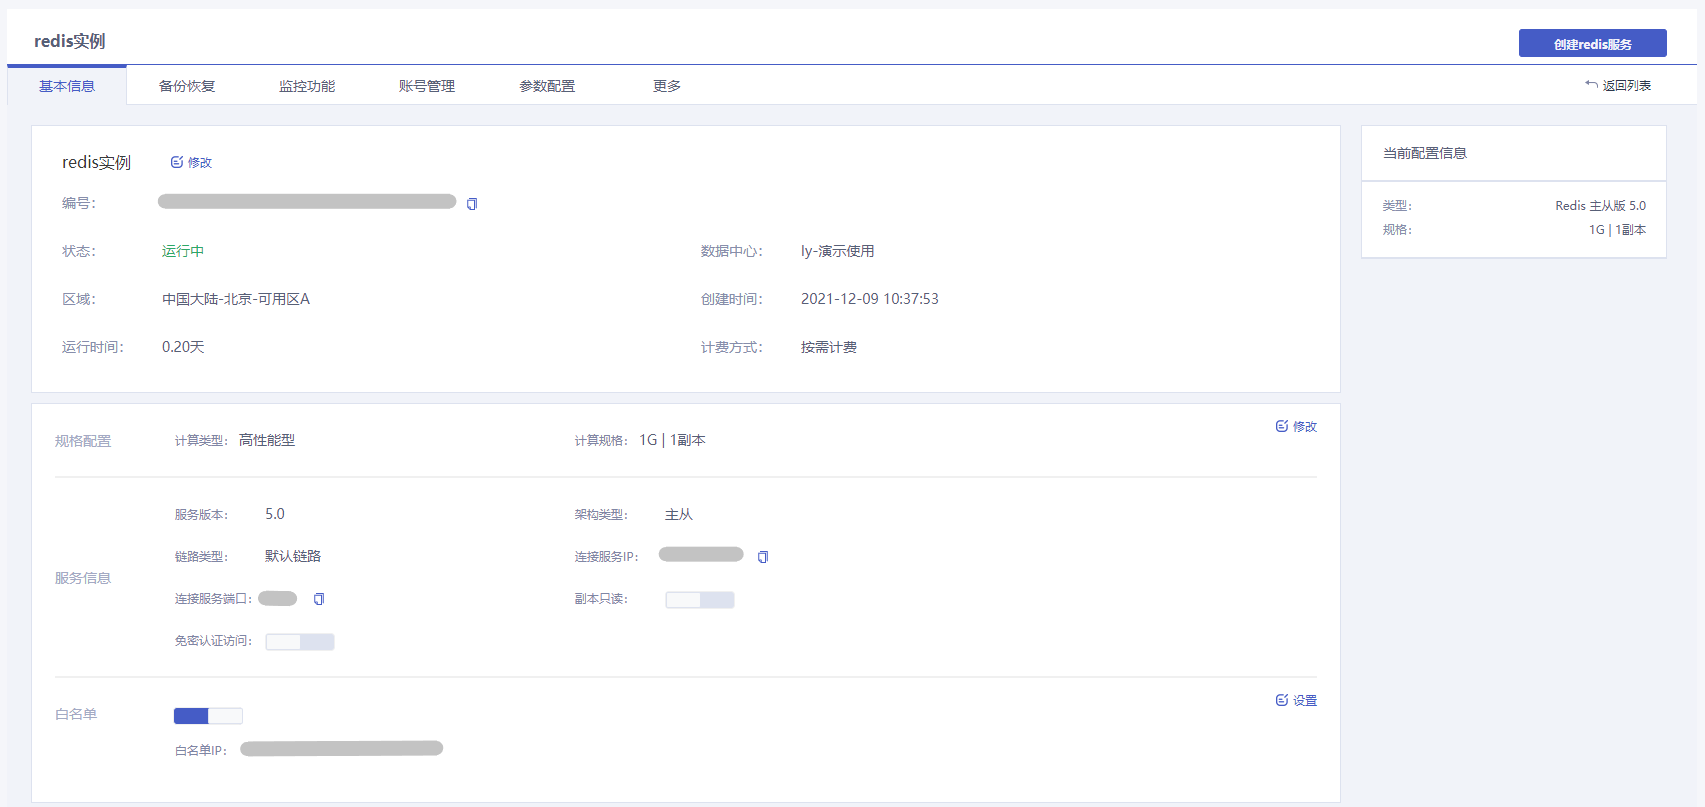 redis实例
创建redis服务
基本信息 备份恢复 监控功能 账号管理 参数配置 更多 返回列表
redis实例 修改
编号：
状态： 运行中 数据中心： ly-演示使用
区域： 中国大陆-北京-可用区A 创建时间： 2021-12-09 10:37:53
运行时间： 0.20天 计费方式： 按需计费
当前配置信息
类型： Redis 主从版 5.0
规格： 1G | 1副本
修改
规格配置 计算类型： 高性能型 计算规格： 1G | 1副本
服务信息
服务版本： 5.0 架构类型： 主从
链路类型： 默认链路 连接服务IP：
连接服务端口： 副本只读：
免密认证访问：
设置
白名单
白名单IP：